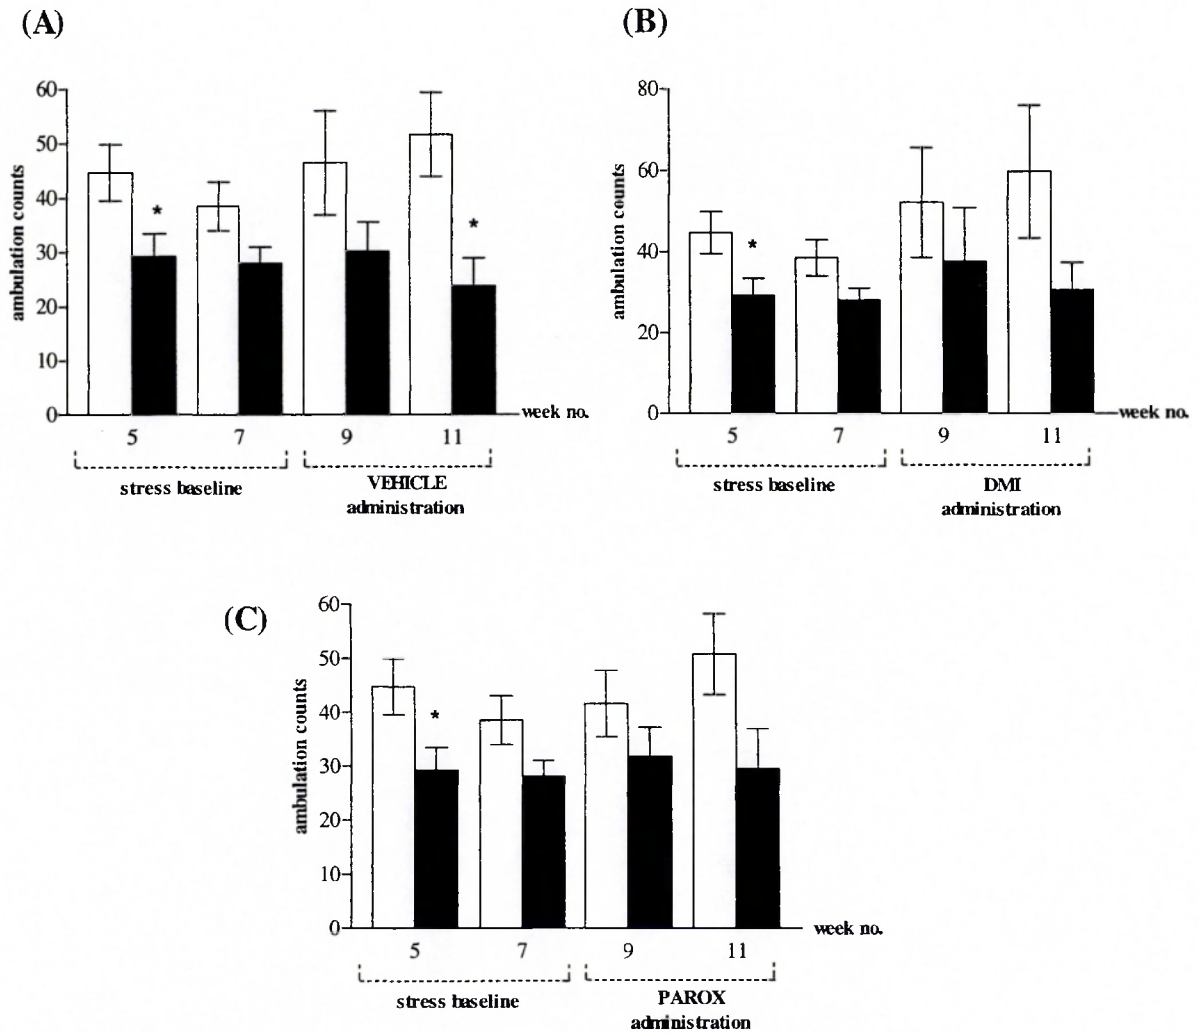 (A)
ambulation counts
60
50
40
30
20
10
0
*
*
5
7
9
11
week no.
stress baseline
VEHICLE
administration
(B)
ambulation counts
80
60
40
20
0
*
5
7
9
11
week no.
stress baseline
DMI
administration
(C)
ambulation counts
60
50
40
30
20
10
0
*
5
7
9
11
week no.
stress baseline
PAROX
administration